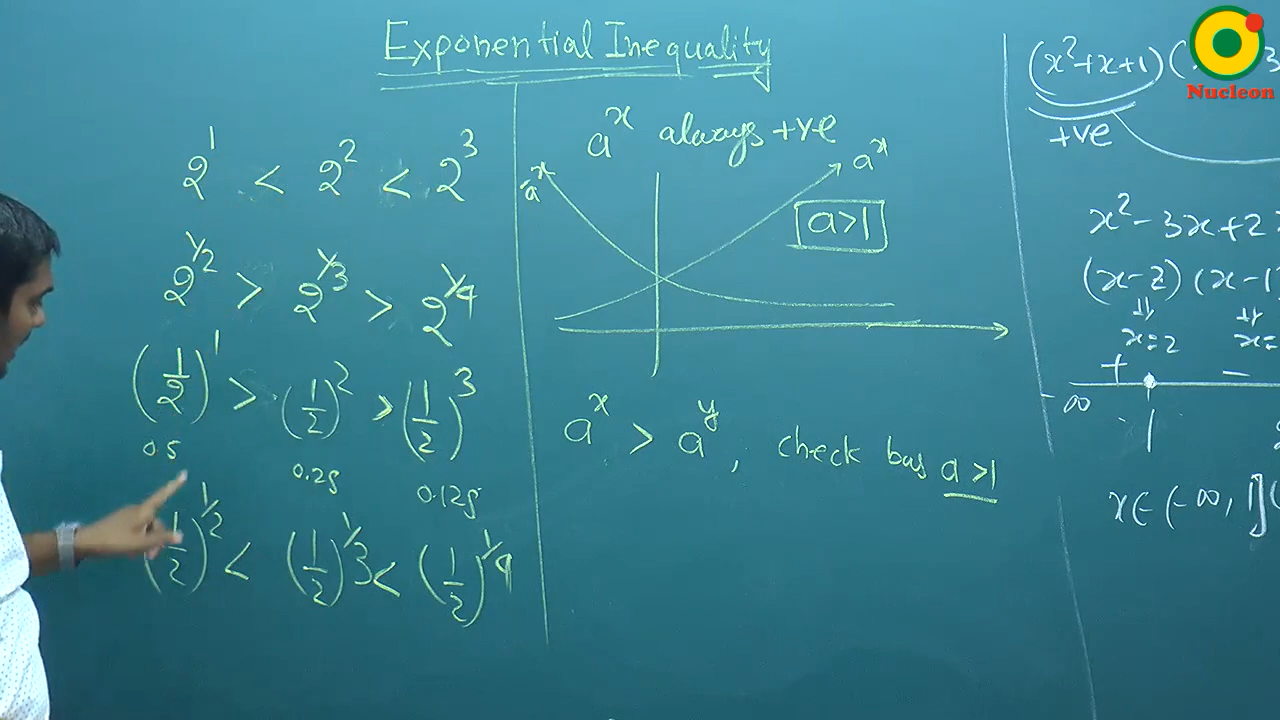 Exponential Inequality
2^1 < 2^2 < 2^3
2^1/2 > 2^1/3 > 2^1/4
(1/2)^1 > (1/2)^2 > (1/2)^3
0.5 0.25 0.125
(1/2)^1/2 < (1/2)^1/3 < (1/2)^1/4
a^x always +ve
a^x
a^-x
a>1
a^x > a^y, check bas a>1
(x²+x+1)(
+ve
x²-3x+2
(x-2)(x-1
x=2 x=
+ -
-∞
1
x∈(-∞, 1]
Nucleon